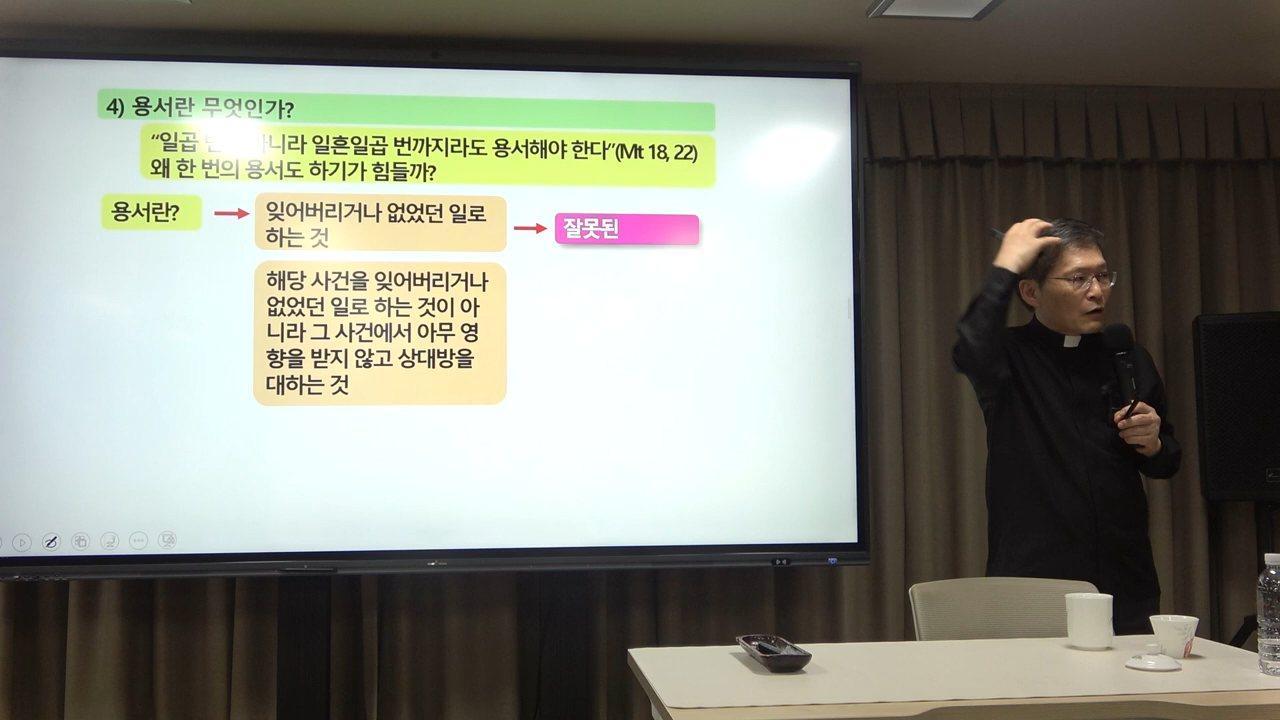 4) 용서란 무엇인가?
“일곱 아니라 일흔일곱 번까지라도 용서해야 한다”(Mt 18, 22)
왜 한 번의 용서도 하기가 힘들까?
용서란?
잊어버리거나 없었던 일로
하는 것
잘못된
해당 사건을 잊어버리거나
없었던 일로 하는 것이 아
니라 그 사건에서 아무 영
향을 받지 않고 상대방을
대하는 것